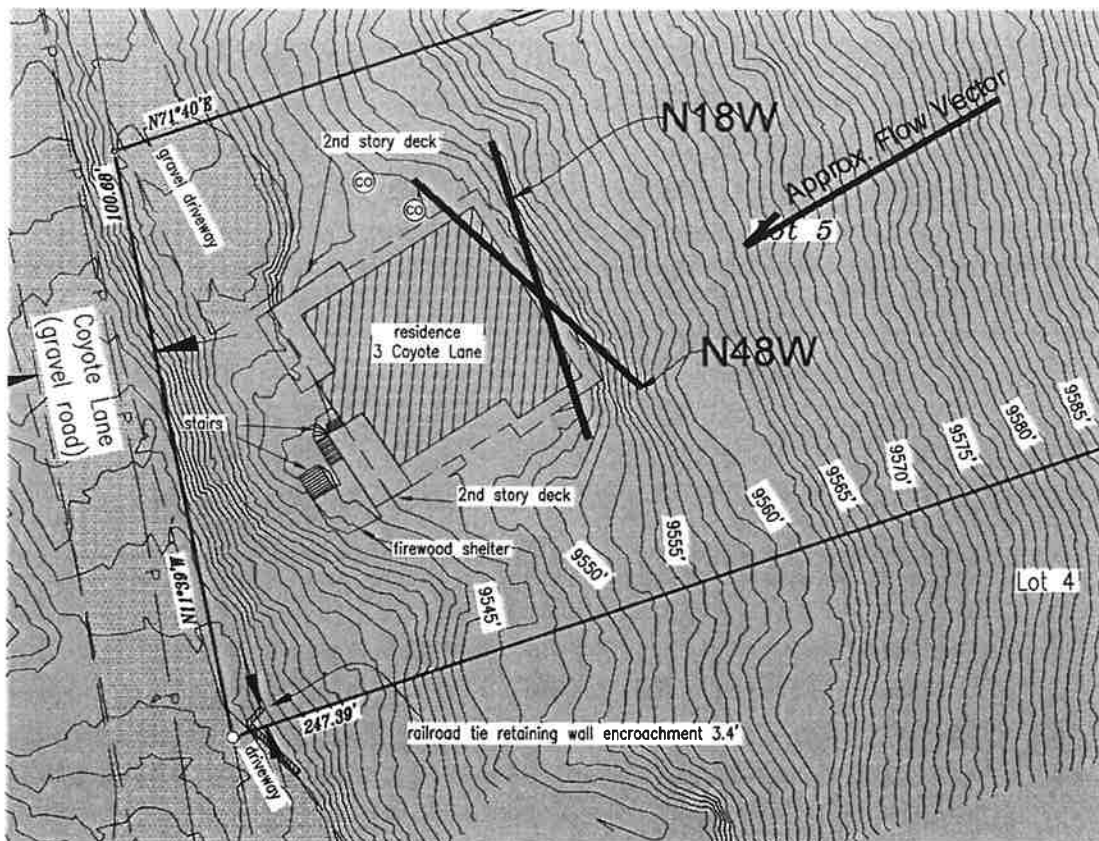 N71°40'E
gravel driveway
100.00'
2nd story deck
CO
CO
N18W
Approx. Flow Vector
Lot 5
Coyote Lane
(gravel road)
residence
3 Coyote Lane
N48W
stairs
2nd story deck
firewood shelter
9545'
9550'
9555'
9560'
9565'
9570'
9575'
9580'
9585'
Lot 4
N11°39'W
247.39'
railroad tie retaining wall encroachment 3.4'
driveway
P
P
P
P
P
P